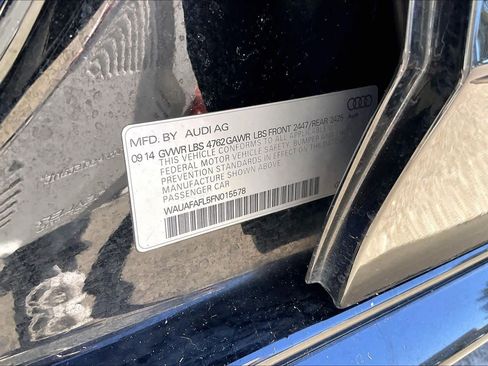 MFD. BY AUDI AG
Audi
09 14 GWWR LBS 4762 GAWR LBS FRONT 2447/REAR 2425
THIS VEHICLE CONFORMS TO ALL APPLICABLE
FEDERAL MOTOR VEHICLE SAFETY, BUMPER AND THEFT
PREVENTION STANDARDS IN EFFECT ON THE DATE OF
MANUFACTURE SHOWN ABOVE.
PASSENGER CAR
WAUAFAFL5FN015578